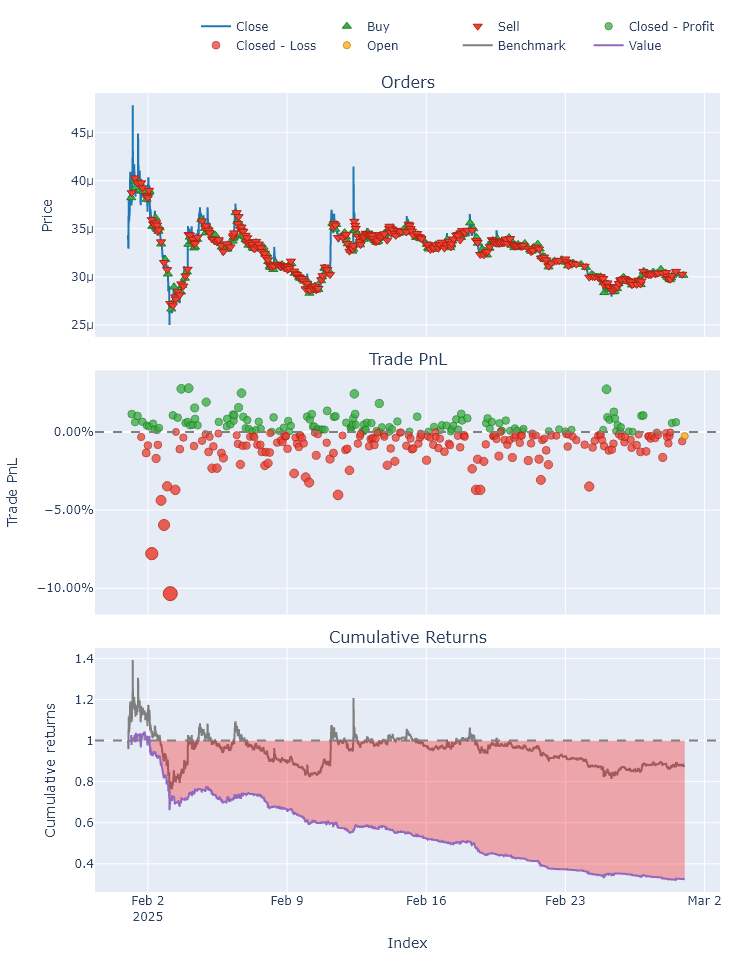 Close
Buy
Sell
Closed - Profit
Closed - Loss
Open
Benchmark
Value
Orders
45μ
40μ
35μ
30μ
25μ
Price
Trade PnL
0.00%
−5.00%
−10.00%
Trade PnL
Cumulative Returns
1.4
1.2
1
0.8
0.6
0.4
Cumulative returns
Feb 2
2025
Feb 9
Feb 16
Feb 23
Mar 2
Index